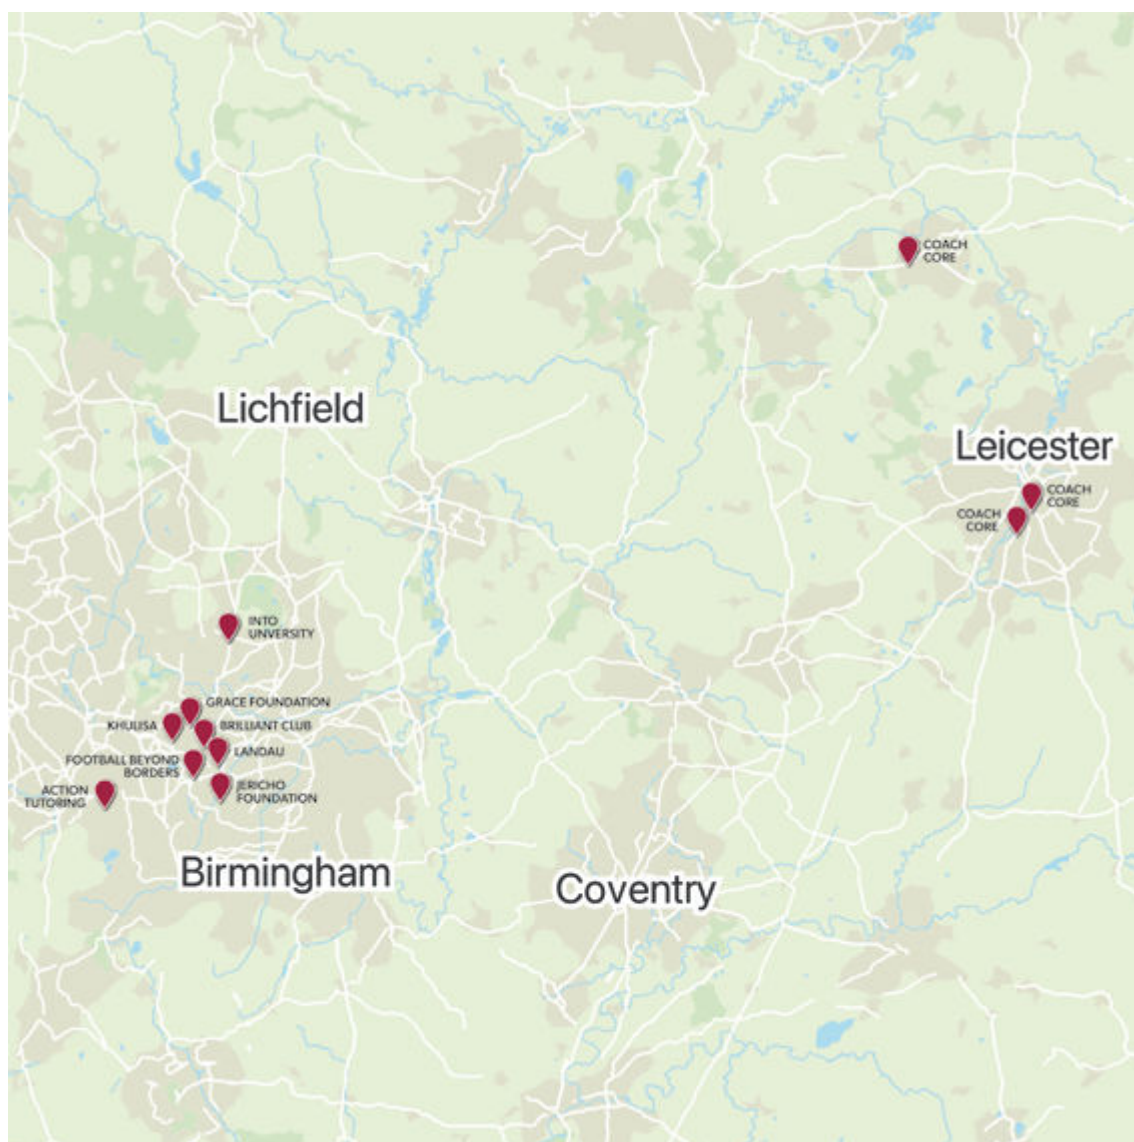 COACH
CORE
Lichfield
Leicester
COACH
CORE
COACH
CORE
INTO
UNVERSITY
GRACE FOUNDATION
KHULISA
BRILLIANT CLUB
LANDAU
FOOTBALL BEYOND
BORDERS
JERICHO
FOUNDATION
ACTION
TUTORING
Birmingham
Coventry